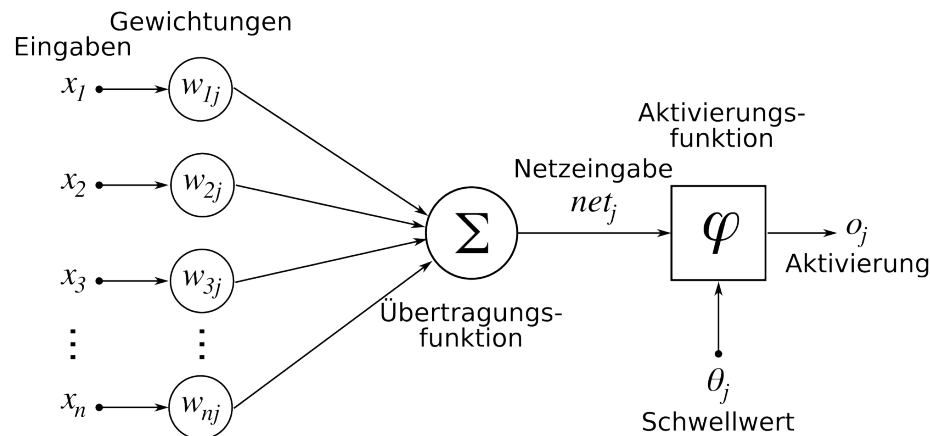 Gewichtungen
Eingaben
x1
w1j
x2
w2j
x3
w3j
⋮
⋮
xn
wnj
Σ
Übertragungs-
funktion
Netzeingabe
netj
Aktivierungs-
funktion
φ
oj
Aktivierung
θj
Schwellwert